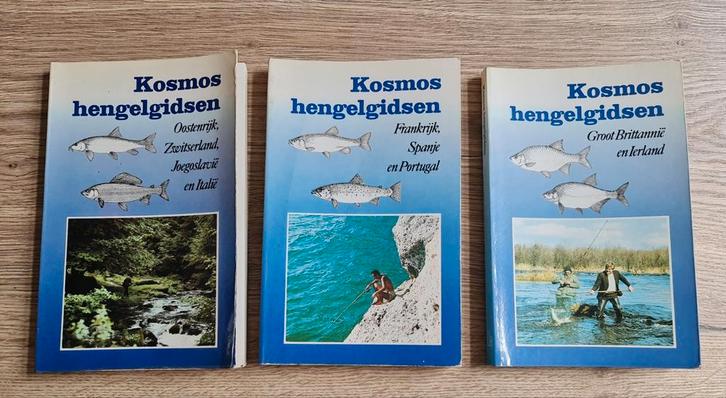 Kosmos
hengelgidsen
Oostenrijk,
Zwitserland,
Joegoslavië
en Italië
Kosmos
hengelgidsen
Frankrijk,
Spanje
en Portugal
Kosmos
hengelgidsen
Groot Brittannië
en Ierland